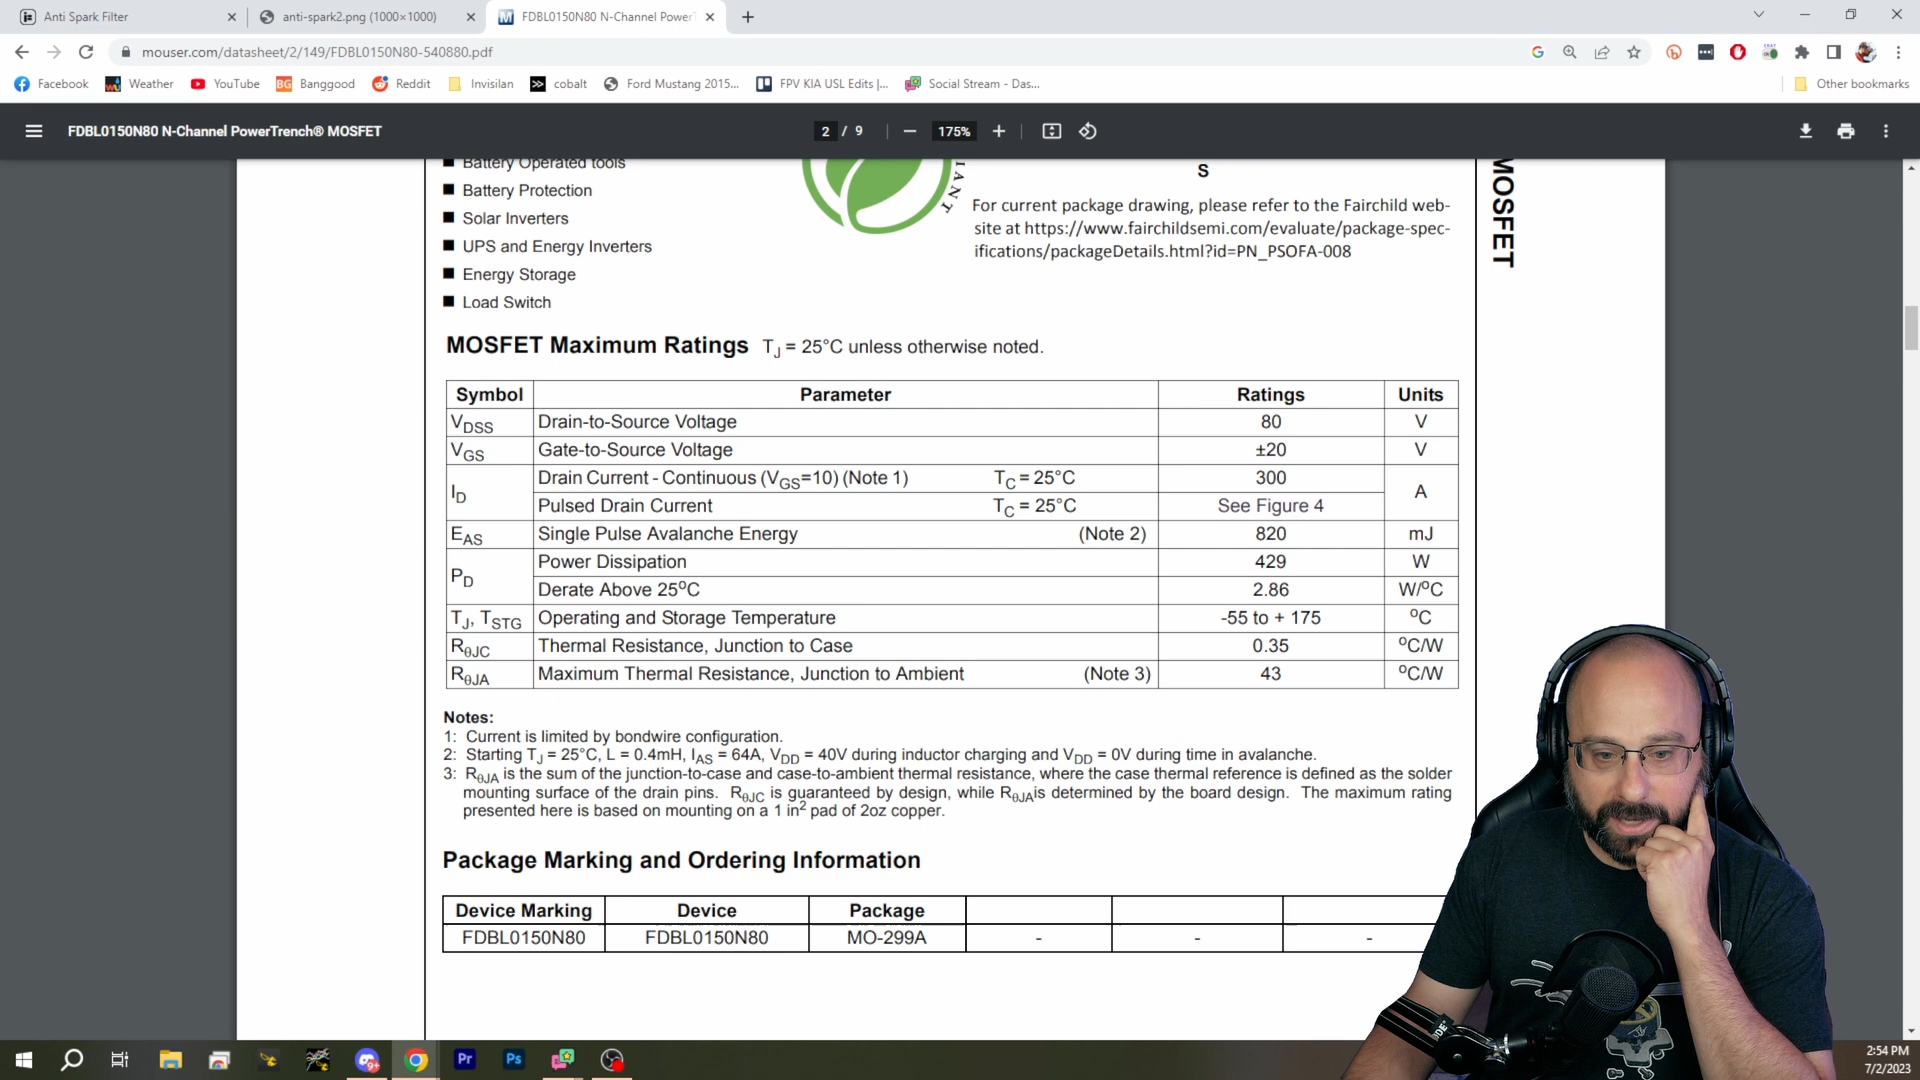 Anti Spark Filter
anti-spark2.png (1000×1000)
FDBL0150N80 N-Channel Power
mouser.com/datasheet/2/149/FDBL0150N80-540880.pdf
Facebook Weather YouTube BG Banggood Reddit Invisilan cobalt Ford Mustang 2015... FPV KIA USL Edits |... Social Stream - Das... Other bookmarks
FDBL0150N80 N-Channel PowerTrench® MOSFET 2 / 9 175%
Battery Operated tools
Battery Protection
Solar Inverters
UPS and Energy Inverters
Energy Storage
Load Switch
IANT
S
For current package drawing, please refer to the Fairchild web-
site at https://www.fairchildsemi.com/evaluate/package-spec-
ifications/packageDetails.html?id=PN_PSOFA-008
MOSFET
MOSFET Maximum Ratings TJ = 25°C unless otherwise noted.
Symbol Parameter Ratings Units
VDSS Drain-to-Source Voltage 80 V
VGS Gate-to-Source Voltage ±20 V
ID Drain Current - Continuous (VGS=10) (Note 1) TC = 25°C 300 A
Pulsed Drain Current TC = 25°C See Figure 4
EAS Single Pulse Avalanche Energy (Note 2) 820 mJ
PD Power Dissipation 429 W
Derate Above 25°C 2.86 W/°C
TJ, TSTG Operating and Storage Temperature -55 to + 175 °C
RθJC Thermal Resistance, Junction to Case 0.35 °C/W
RθJA Maximum Thermal Resistance, Junction to Ambient (Note 3) 43 °C/W
Notes:
1: Current is limited by bondwire configuration.
2: Starting TJ = 25°C, L = 0.4mH, IAS = 64A, VDD = 40V during inductor charging and VDD = 0V during time in avalanche.
3: RθJA is the sum of the junction-to-case and case-to-ambient thermal resistance, where the case thermal reference is defined as the solder
mounting surface of the drain pins. RθJC is guaranteed by design, while RθJAis determined by the board design. The maximum rating
presented here is based on mounting on a 1 in2 pad of 2oz copper.
Package Marking and Ordering Information
Device Marking Device Package
FDBL0150N80 FDBL0150N80 MO-299A - - -
Pr Ps
2:54 PM
7/2/2023